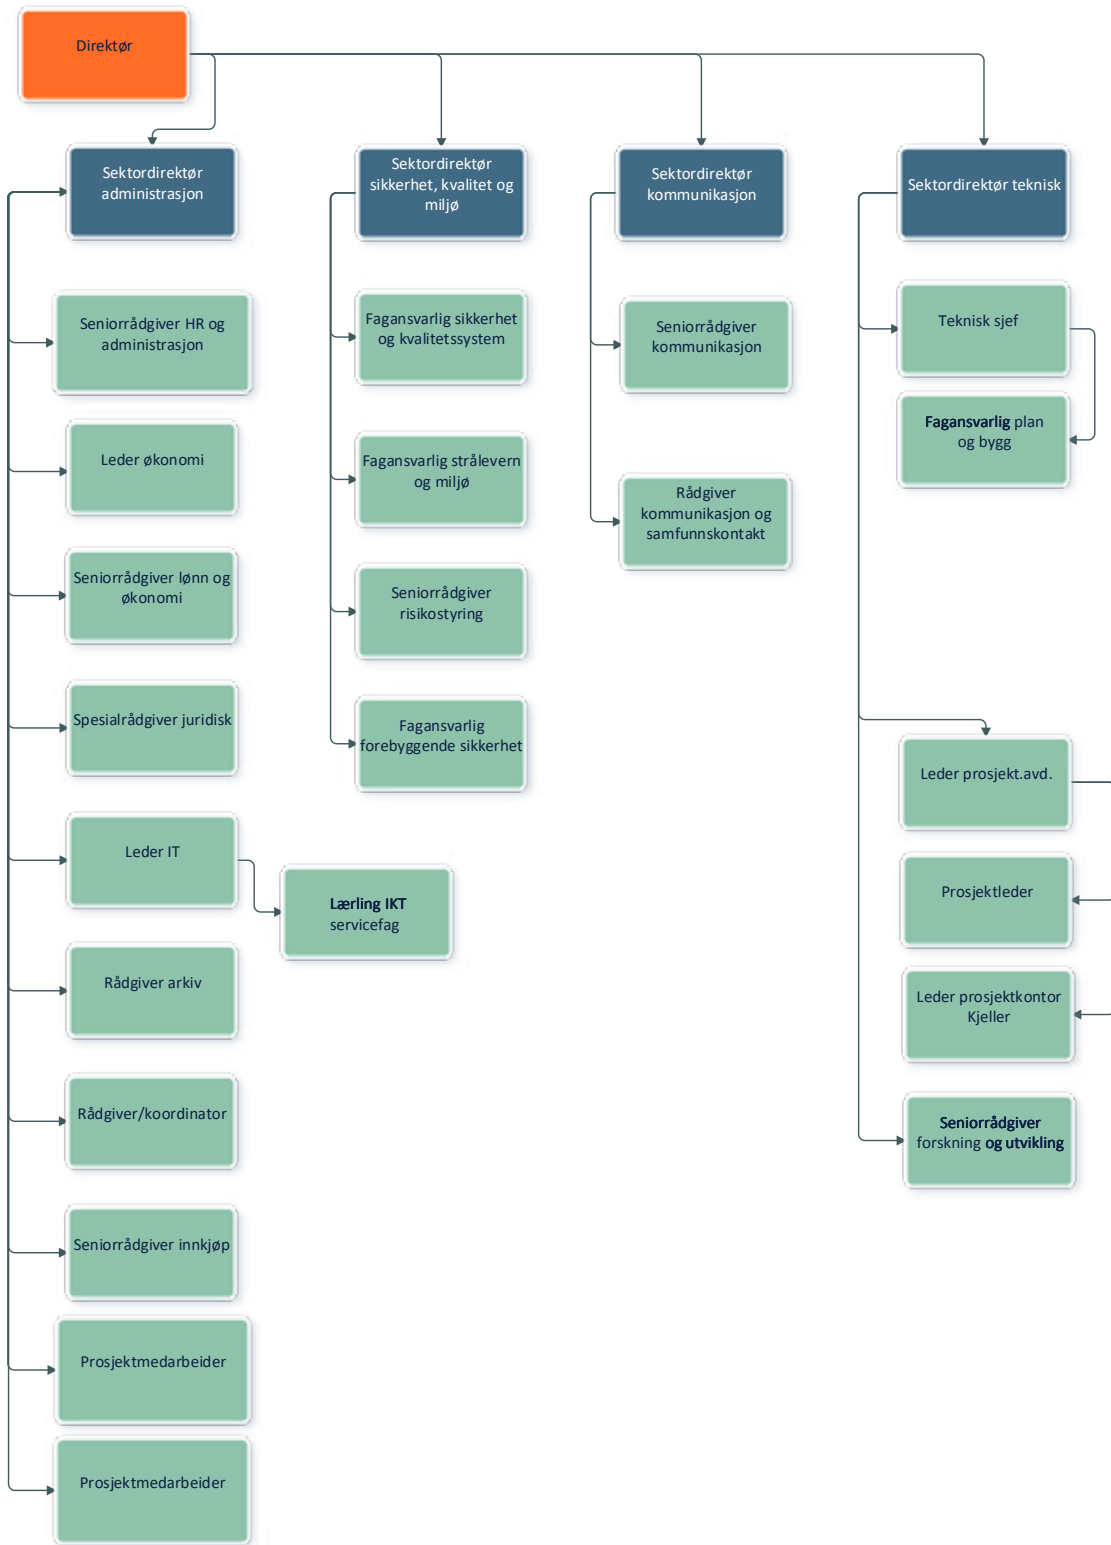 Direktør
Sektordirektør
administrasjon
Sektordirektør
sikkerhet, kvalitet og
miljø
Sektordirektør
kommunikasjon
Sektordirektør teknisk
Seniorrådgiver HR og
administrasjon
Leder økonomi
Seniorrådgiver lønn og
økonomi
Spesialrådgiver juridisk
Leder IT
Lærling IKT
servicefag
Rådgiver arkiv
Rådgiver/koordinator
Seniorrådgiver innkjøp
Prosjektmedarbeider
Prosjektmedarbeider
Fagansvarlig sikkerhet
og kvalitetssystem
Fagansvarlig strålevern
og miljø
Seniorrådgiver
risikostyring
Fagansvarlig
forebyggende sikkerhet
Seniorrådgiver
kommunikasjon
Rådgiver
kommunikasjon og
samfunnskontakt
Teknisk sjef
Fagansvarlig plan
og bygg
Leder prosjekt.avd.
Prosjektleder
Leder prosjektkontor
Kjeller
Seniorrådgiver
forskning og utvikling